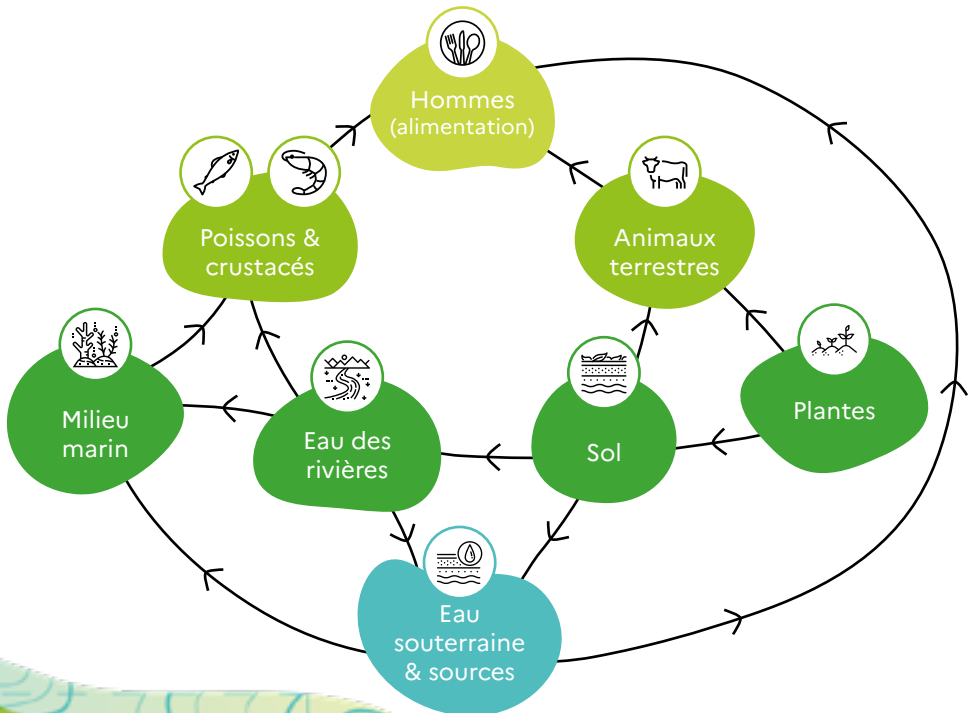 Hommes
(alimentation)
Poissons &
crustacés
Animaux
terrestres
Milieu
marin
Eau des
rivières
Sol
Plantes
Eau
souterraine
& sources